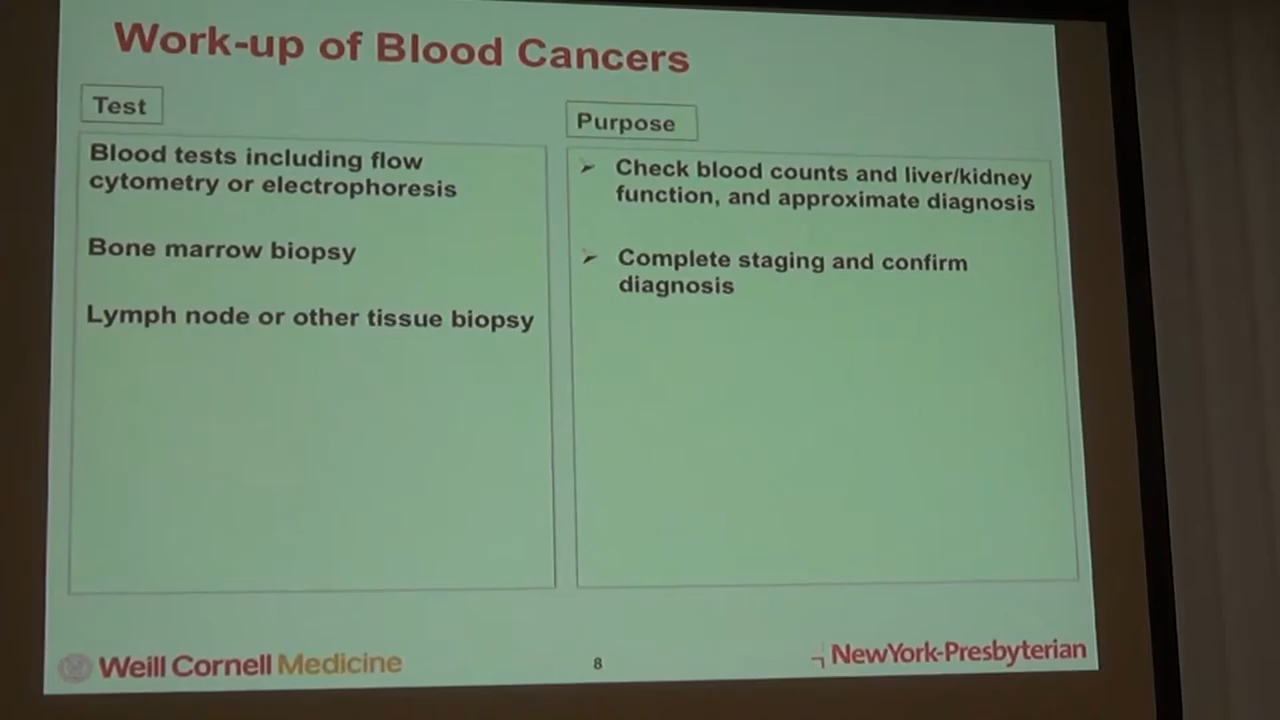 Work-up of Blood Cancers
Test
Blood tests including flow
cytometry or electrophoresis
Bone marrow biopsy
Lymph node or other tissue biopsy
Purpose
➢ Check blood counts and liver/kidney
function, and approximate diagnosis
➢ Complete staging and confirm
diagnosis
Weill Cornell Medicine
8
NewYork-Presbyterian